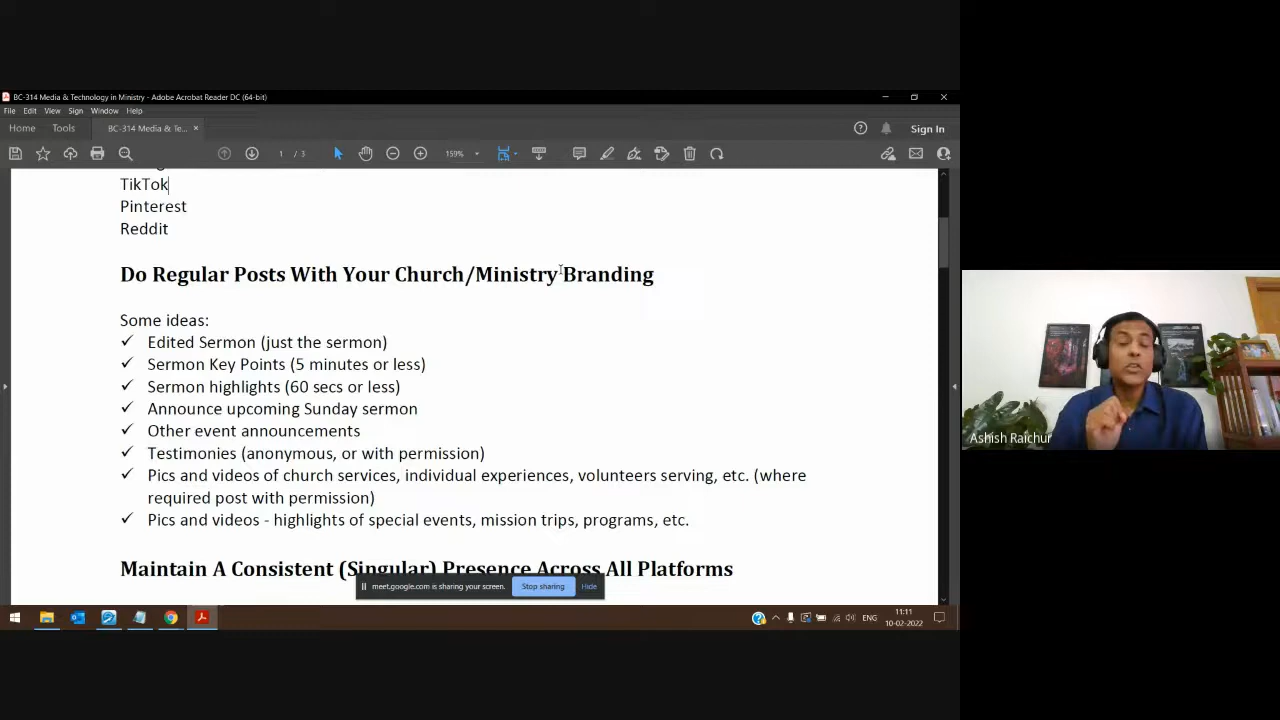 BC-314 Media & Technology in Ministry - Adobe Acrobat Reader DC (64-bit)
File Edit View Sign Window Help
Home Tools BC-314 Media & Te... × Sign In
1 / 3 159%
TikTok
Pinterest
Reddit
Do Regular Posts With Your Church/Ministry Branding
Some ideas:
✓ Edited Sermon (just the sermon)
✓ Sermon Key Points (5 minutes or less)
✓ Sermon highlights (60 secs or less)
✓ Announce upcoming Sunday sermon
✓ Other event announcements
✓ Testimonies (anonymous, or with permission)
✓ Pics and videos of church services, individual experiences, volunteers serving, etc. (where
required post with permission)
✓ Pics and videos - highlights of special events, mission trips, programs, etc.
Maintain A Consistent (Singular) Presence Across All Platforms
meet.google.com is sharing your screen. Stop sharing Hide
ENG 11:11
10-02-2022
Ashish Raichur